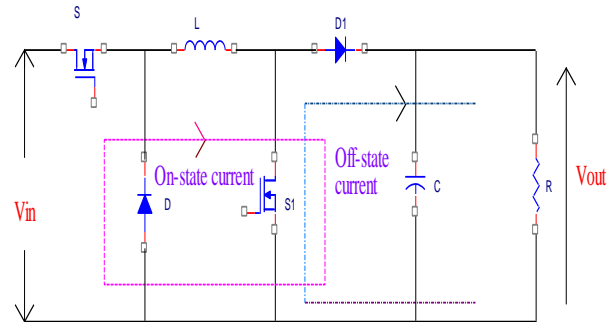 S
L
D1
On-state current
Off-state
current
Vin
D
S1
C
R
Vout